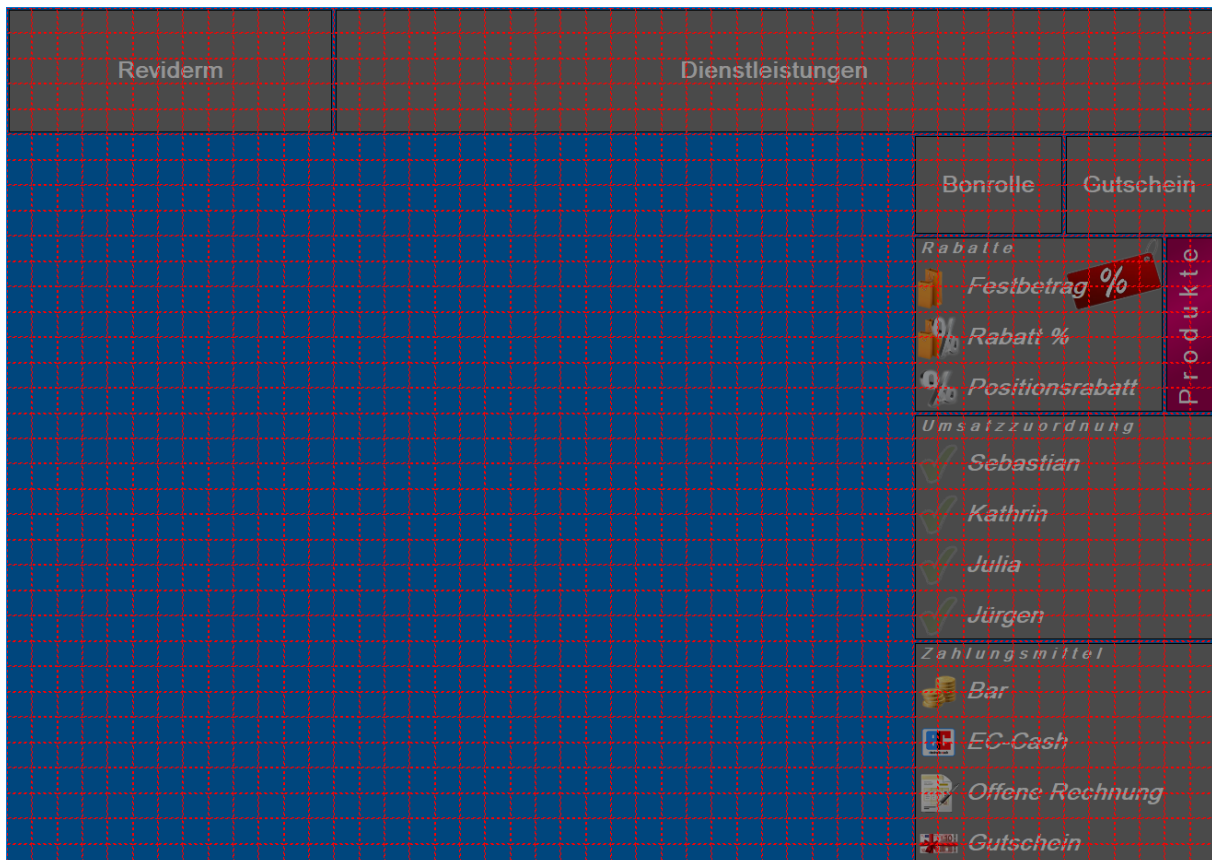 Reviderm
Dienstleistungen
Bonrolle
Gutschein
Rabatte
Festbetrag %
Rabatt %
Positionsrabatt
Produkte
Umsatzzuordnung
Sebastian
Kathrin
Julia
Jürgen
Zahlungsmittel
Bar
EC
EC-Cash
Offene Rechnung
Gutschein